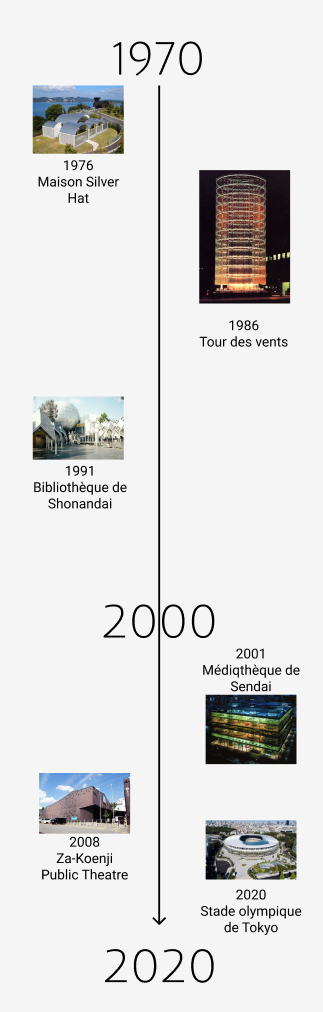 1970
1976
Maison Silver
Hat
1986
Tour des vents
1991
Bibliothèque de
Shonandai
2000
2001
Médiqthèque de
Sendai
2008
Za-Koenji
Public Theatre
2020
Stade olympique
de Tokyo
2020